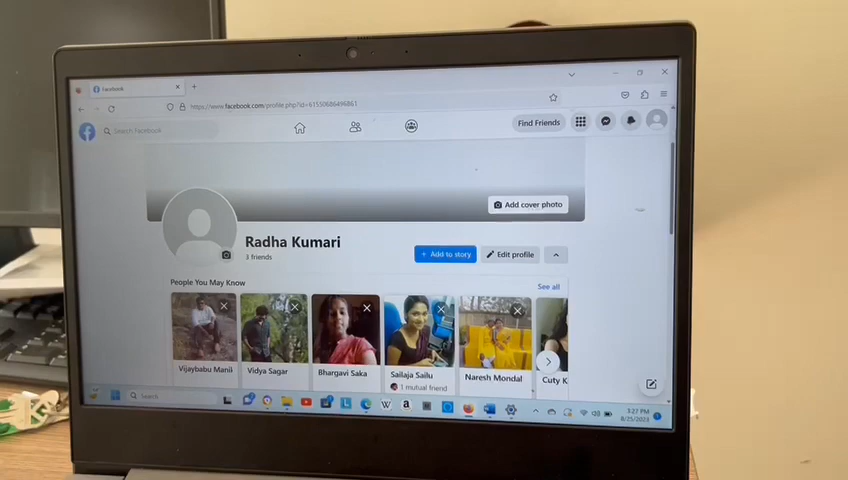 Facebook
https://www.facebook.com/profile.php?id=61550686496861
Search Facebook
Find Friends
Add cover photo
Radha Kumari
3 friends
+ Add to story
Edit profile
People You May Know
See all
Vijaybabu Manil
Vidya Sagar
Bhargavi Saka
Sailaja Sailu
1 mutual friend
Naresh Mondal
Cuty K
Search
3:27 PM
8/25/2023